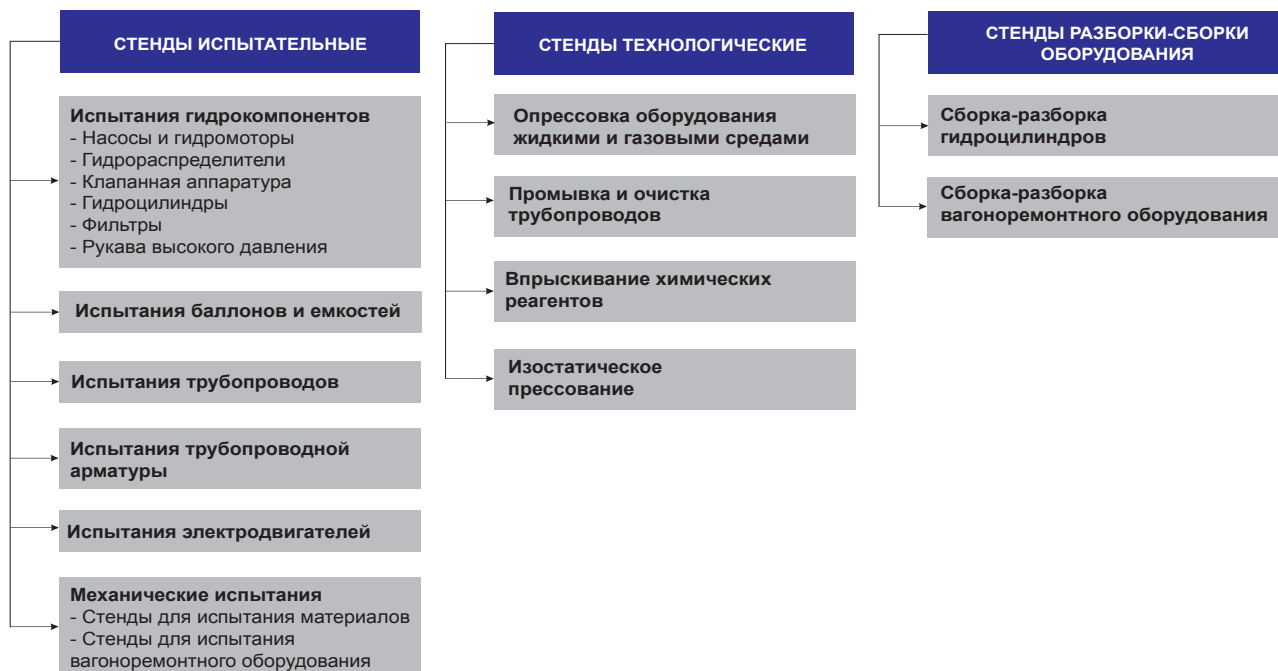 СТЕНДЫ ИСПЫТАТЕЛЬНЫЕ
Испытания гидрокомпонентов
- Насосы и гидромоторы
- Гидрораспределители
- Клапанная аппаратура
- Гидроцилиндры
- Фильтры
- Рукава высокого давления
Испытания баллонов и емкостей
Испытания трубопроводов
Испытания трубопроводной
арматуры
Испытания электродвигателей
Механические испытания
- Стенды для испытания материалов
- Стенды для испытания
вагоноремонтного оборудования
СТЕНДЫ ТЕХНОЛОГИЧЕСКИЕ
Опрессовка оборудования
жидкими и газовыми средами
Промывка и очистка
трубопроводов
Впрыскивание химических
реагентов
Изостатическое
прессование
СТЕНДЫ РАЗБОРКИ-СБОРКИ
ОБОРУДОВАНИЯ
Сборка-разборка
гидроцилиндров
Сборка-разборка
вагоноремонтного оборудования